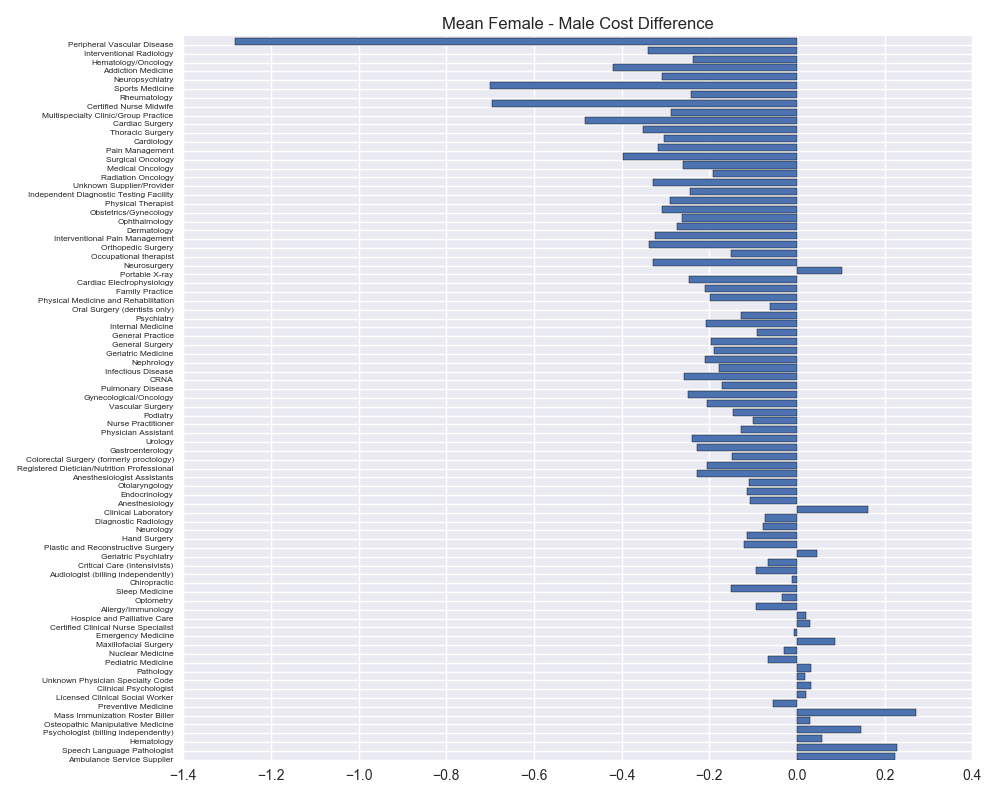 Mean Female - Male Cost Difference
Peripheral Vascular Disease
Interventional Radiology
Hematology/Oncology
Addiction Medicine
Neuropsychiatry
Sports Medicine
Rheumatology
Certified Nurse Midwife
Multispecialty Clinic/Group Practice
Cardiac Surgery
Thoracic Surgery
Cardiology
Pain Management
Surgical Oncology
Medical Oncology
Radiation Oncology
Unknown Supplier/Provider
Independent Diagnostic Testing Facility
Physical Therapist
Obstetrics/Gynecology
Ophthalmology
Dermatology
Interventional Pain Management
Orthopedic Surgery
Occupational therapist
Neurosurgery
Portable X-ray
Cardiac Electrophysiology
Family Practice
Physical Medicine and Rehabilitation
Oral Surgery (dentists only)
Psychiatry
Internal Medicine
General Practice
General Surgery
Geriatric Medicine
Nephrology
Infectious Disease
CRNA
Pulmonary Disease
Gynecological/Oncology
Vascular Surgery
Podiatry
Nurse Practitioner
Physician Assistant
Urology
Gastroenterology
Colorectal Surgery (formerly proctology)
Registered Dietician/Nutrition Professional
Anesthesiologist Assistants
Otolaryngology
Endocrinology
Anesthesiology
Clinical Laboratory
Diagnostic Radiology
Neurology
Hand Surgery
Plastic and Reconstructive Surgery
Geriatric Psychiatry
Critical Care (Intensivists)
Audiologist (billing independently)
Chiropractic
Sleep Medicine
Optometry
Allergy/Immunology
Hospice and Palliative Care
Certified Clinical Nurse Specialist
Emergency Medicine
Maxillofacial Surgery
Nuclear Medicine
Pediatric Medicine
Pathology
Unknown Physician Specialty Code
Clinical Psychologist
Licensed Clinical Social Worker
Preventive Medicine
Mass Immunization Roster Biller
Osteopathic Manipulative Medicine
Psychologist (billing independently)
Hematology
Speech Language Pathologist
Ambulance Service Supplier
−1.4 −1.2 −1.0 −0.8 −0.6 −0.4 −0.2 0.0 0.2 0.4